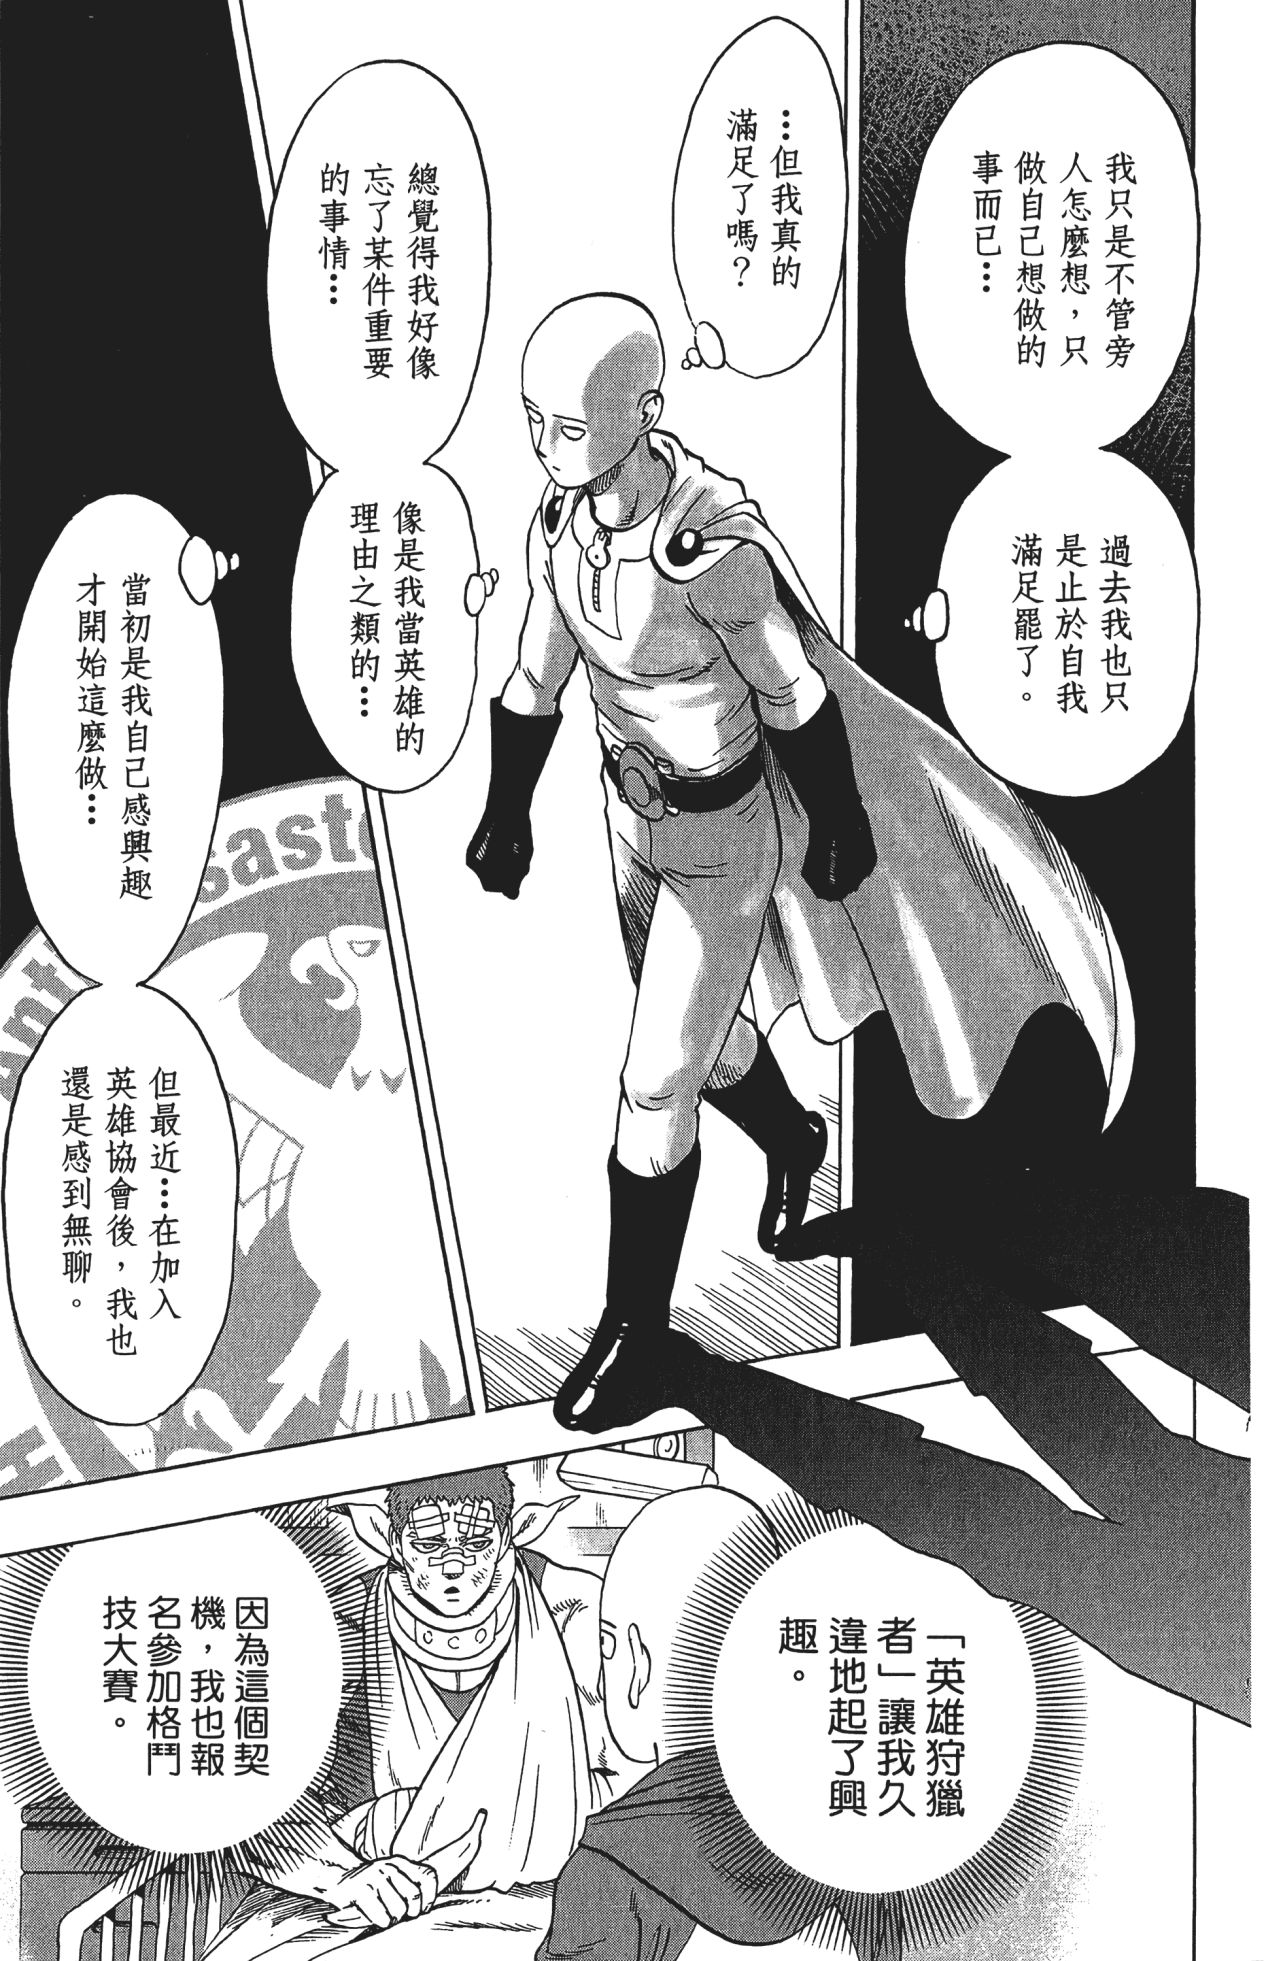 我只是不管旁
人怎麼想，只
做自己想做的
事而已…
過去我也只
是止於自我
滿足罷了。
…但我真的
滿足了嗎？
總覺得我好像
忘了某件重要
的事情…
像是我當英雄的
理由之類的…
當初是我自己感興趣
才開始這麼做…
但最近…在加入
英雄協會後，我也
還是感到無聊。
「英雄狩獵
者」讓我久
違地起了興
趣。
因為這個契
機，我也報
名參加格鬥
技大賽。